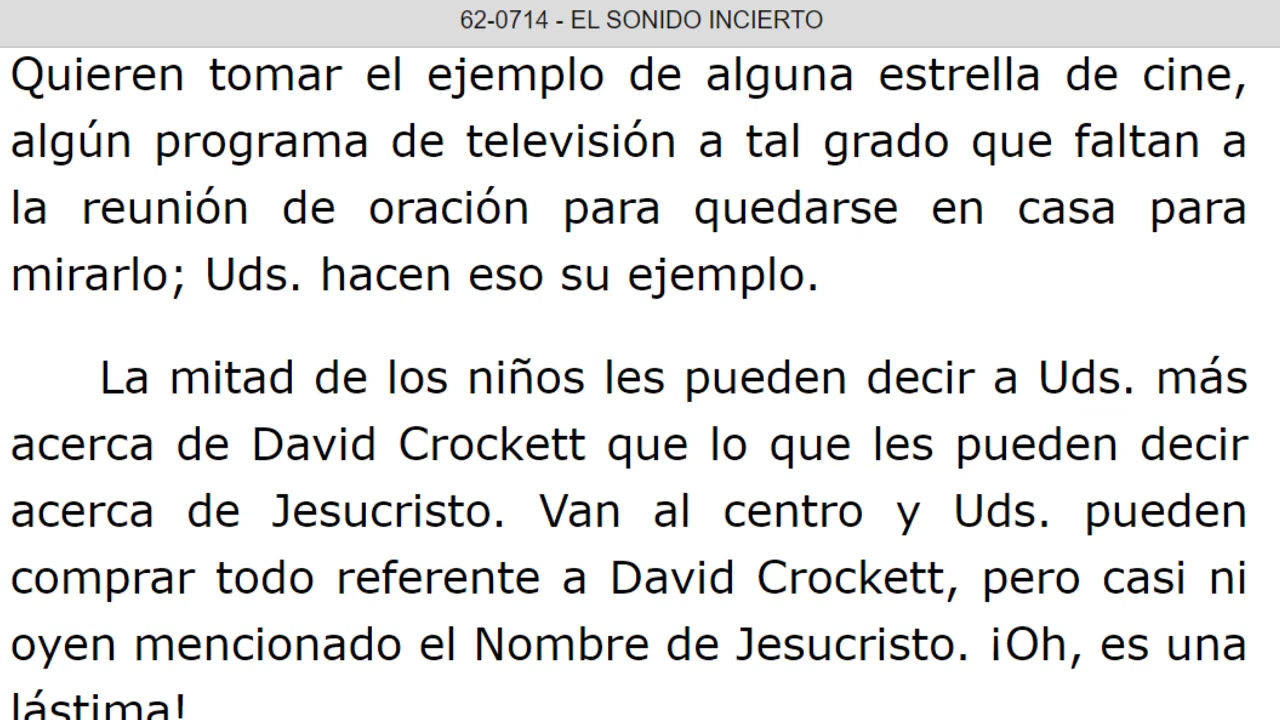 62-0714 - EL SONIDO INCIERTO
Quieren tomar el ejemplo de alguna estrella de cine,
algún programa de televisión a tal grado que faltan a
la reunión de oración para quedarse en casa para
mirarlo; Uds. hacen eso su ejemplo.
La mitad de los niños les pueden decir a Uds. más
acerca de David Crockett que lo que les pueden decir
acerca de Jesucristo. Van al centro y Uds. pueden
comprar todo referente a David Crockett, pero casi ni
oyen mencionado el Nombre de Jesucristo. ¡Oh, es una
lástima!